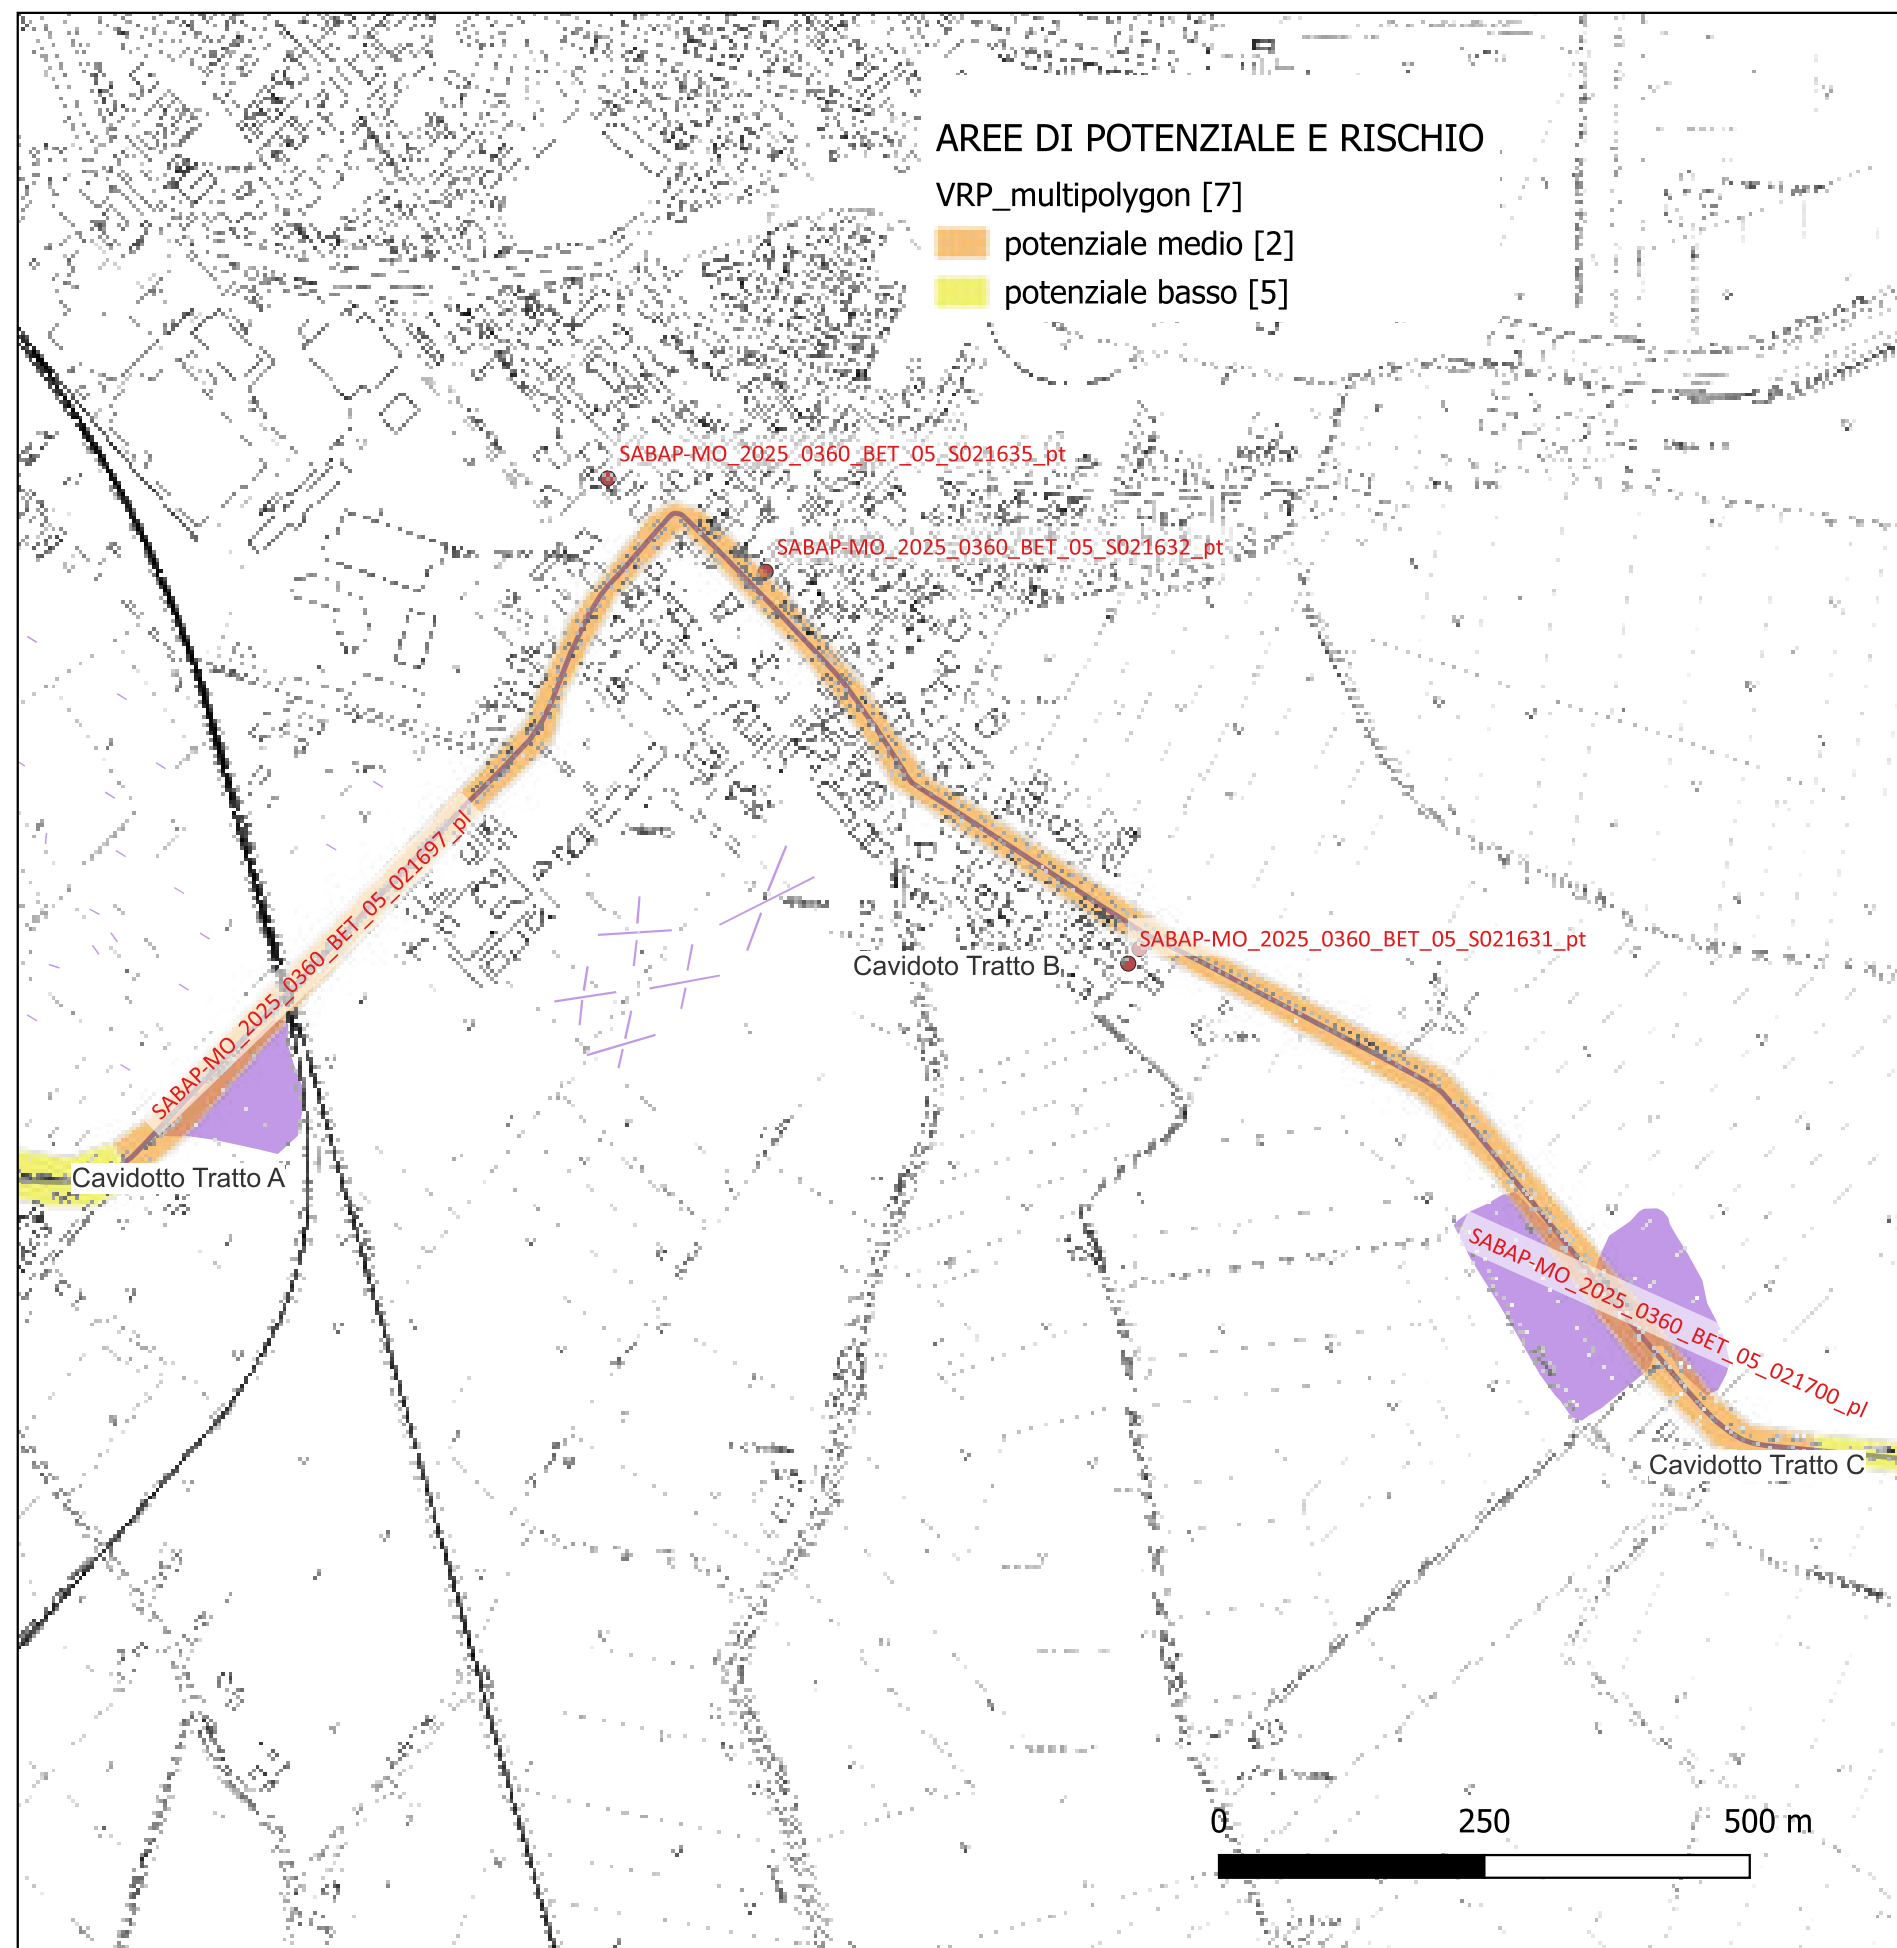 AREE DI POTENZIALE E RISCHIO
VRP_multipolygon [7]
potenziale medio [2]
potenziale basso [5]
SABAP-MO_2025_0360_BET_05_S021635_pt
SABAP-MO_2025_0360_BET_05_S021632_pt
SABAP-MO_2025_0360_BET_05_021697_pl
SABAP-MO_2025_0360_BET_05_S021631_pt
Cavidoto Tratto B
Cavidotto Tratto A
SABAP-MO_2025_0360_BET_05_021700_pl
Cavidotto Tratto C
0 250 500 m